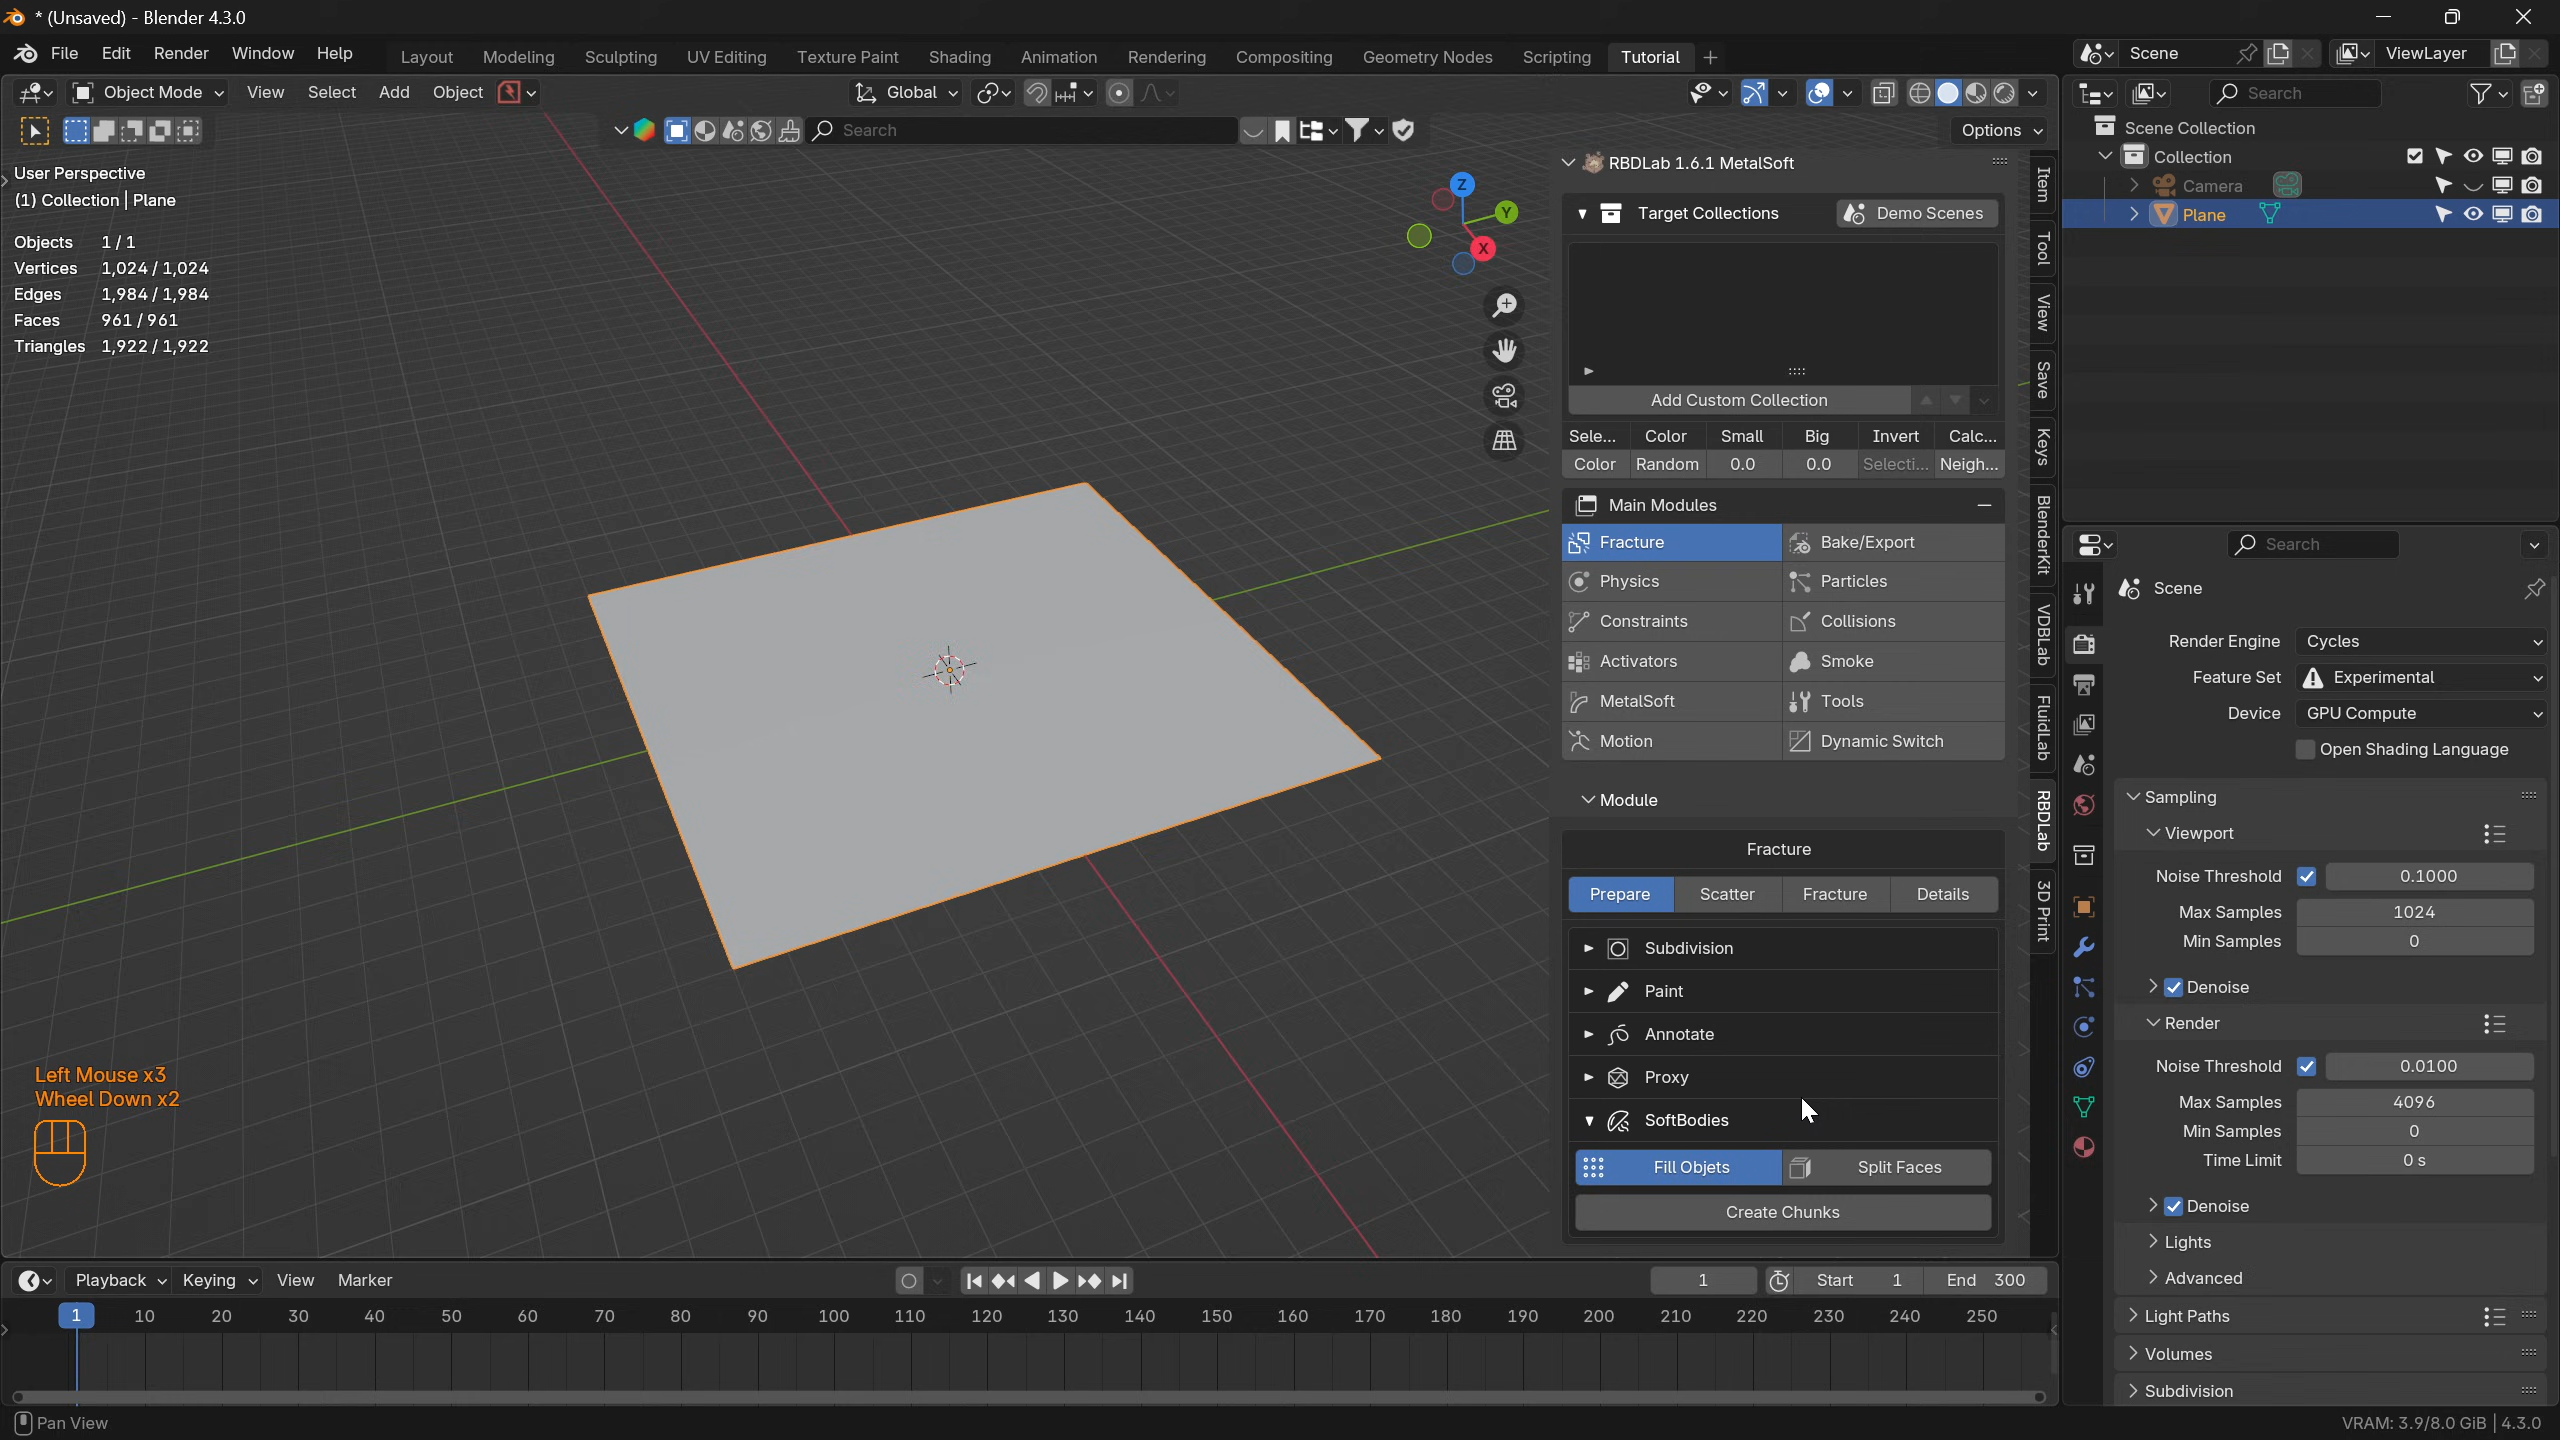 * (Unsaved) - Blender 4.3.0
File Edit Render Window Help
Layout Modeling Sculpting UV Editing Texture Paint Shading Animation Rendering Compositing Geometry Nodes Scripting Tutorial
Scene
ViewLayer
Object Mode View Select Add Object
Global
Search
Options
User Perspective
(1) Collection | Plane
Objects 1 / 1
Vertices 1,024 / 1,024
Edges 1,984 / 1,984
Faces 961 / 961
Triangles 1,922 / 1,922
Z
Y
X
Left Mouse x3
Wheel Down x2
RBDLab 1.6.1 MetalSoft
Target Collections
Demo Scenes
Add Custom Collection
Sele... Color Small Big Invert Calc...
Color Random 0.0 0.0 Selecti... Neigh...
Main Modules
Fracture Bake/Export
Physics Particles
Constraints Collisions
Activators Smoke
MetalSoft Tools
Motion Dynamic Switch
Module
Fracture
Prepare Scatter Fracture Details
Subdivision
Paint
Annotate
Proxy
SoftBodies
Fill Objets Split Faces
Create Chunks
Item
Tool
View
Save
Keys
BlenderKit
VDBLab
FluidLab
RBDLab
3D Print
Search
Scene Collection
Collection
Camera
Plane
Search
Scene
Render Engine Cycles
Feature Set Experimental
Device GPU Compute
Open Shading Language
Sampling
Viewport
Noise Threshold 0.1000
Max Samples 1024
Min Samples 0
Denoise
Render
Noise Threshold 0.0100
Max Samples 4096
Min Samples 0
Time Limit 0 s
Denoise
Lights
Advanced
Light Paths
Volumes
Subdivision
Playback Keying View Marker
1 Start 1 End 300
1 10 20 30 40 50 60 70 80 90 100 110 120 130 140 150 160 170 180 190 200 210 220 230 240 250
Pan View
VRAM: 3.9/8.0 GiB | 4.3.0